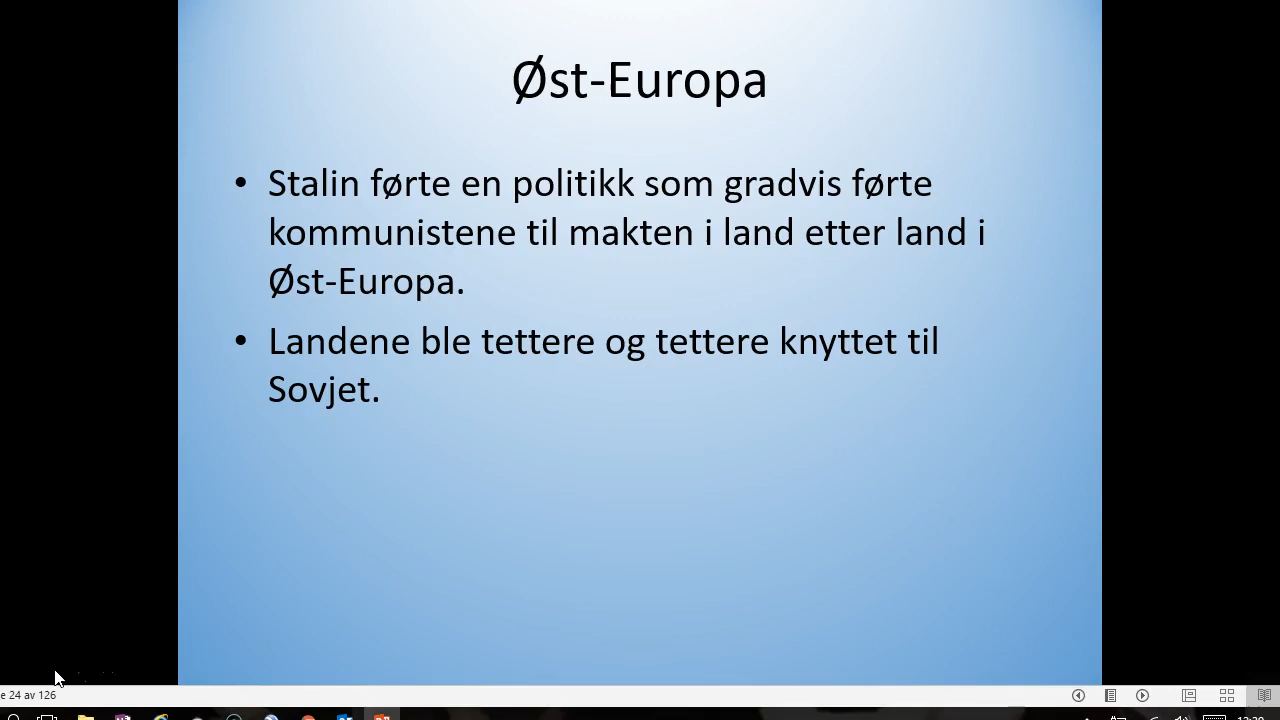 Øst-Europa
• Stalin førte en politikk som gradvis førte
kommunistene til makten i land etter land i
Øst-Europa.
• Landene ble tettere og tettere knyttet til
Sovjet.
e 24 av 126